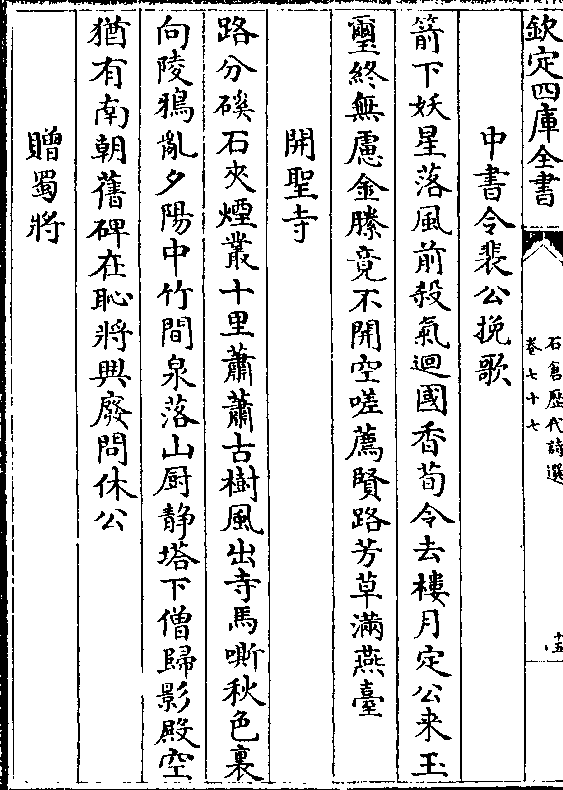 欽定四庫全書
石倉歷代詩選
卷七十七
十五
中書令裴公挽歌
箭下妖星落風前殺氣迴國香荀令去樓月定公来玉
璽終無慮金縢竟不開空嗟薦賢路芳草滿燕臺
開聖寺
路分磎石夾煙叢十里蕭蕭古樹風出寺馬嘶秋色裏
向陵鴉亂夕陽中竹間泉落山厨静塔下僧歸影殿空
猶有南朝舊碑在恥將興廢問休公
贈蜀將